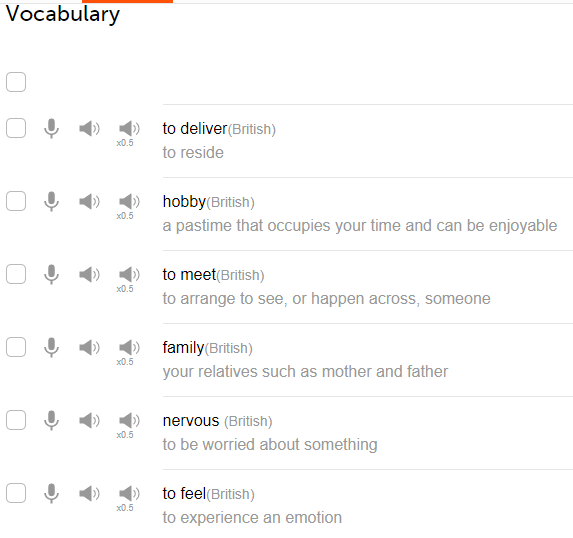 Vocabulary
to deliver(British)
x0.5
to reside
hobby(British)
x0.5
a pastime that occupies your time and can be enjoyable
to meet(British)
x0.5
to arrange to see, or happen across, someone
family(British)
x0.5
your relatives such as mother and father
nervous (British)
x0.5
to be worried about something
to feel(British)
x0.5
to experience an emotion